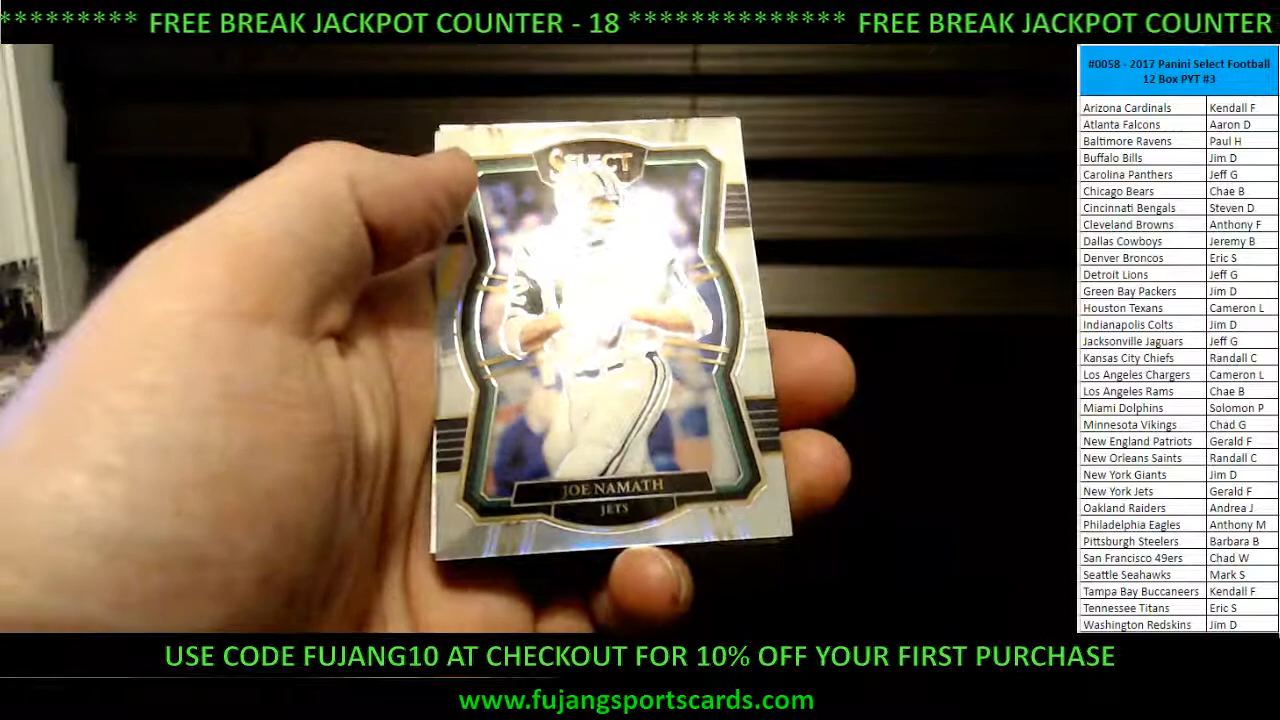 ********* FREE BREAK JACKPOT COUNTER - 18 ************** FREE BREAK JACKPOT COUNTER
#0058 - 2017 Panini Select Football
12 Box PYT #3
Arizona Cardinals Kendall F
Atlanta Falcons Aaron D
Baltimore Ravens Paul H
Buffalo Bills Jim D
Carolina Panthers Jeff G
Chicago Bears Chae B
Cincinnati Bengals Steven D
Cleveland Browns Anthony F
Dallas Cowboys Jeremy B
Denver Broncos Eric S
Detroit Lions Jeff G
Green Bay Packers Jim D
Houston Texans Cameron L
Indianapolis Colts Jim D
Jacksonville Jaguars Jeff G
Kansas City Chiefs Randall C
Los Angeles Chargers Cameron L
Los Angeles Rams Chae B
Miami Dolphins Solomon P
Minnesota Vikings Chad G
New England Patriots Gerald F
New Orleans Saints Randall C
New York Giants Jim D
New York Jets Gerald F
Oakland Raiders Andrea J
Philadelphia Eagles Anthony M
Pittsburgh Steelers Barbara B
San Francisco 49ers Chad W
Seattle Seahawks Mark S
Tampa Bay Buccaneers Kendall F
Tennessee Titans Eric S
Washington Redskins Jim D
SELECT
JOE NAMATH
JETS
USE CODE FUJANG10 AT CHECKOUT FOR 10% OFF YOUR FIRST PURCHASE
www.fujangsportscards.com